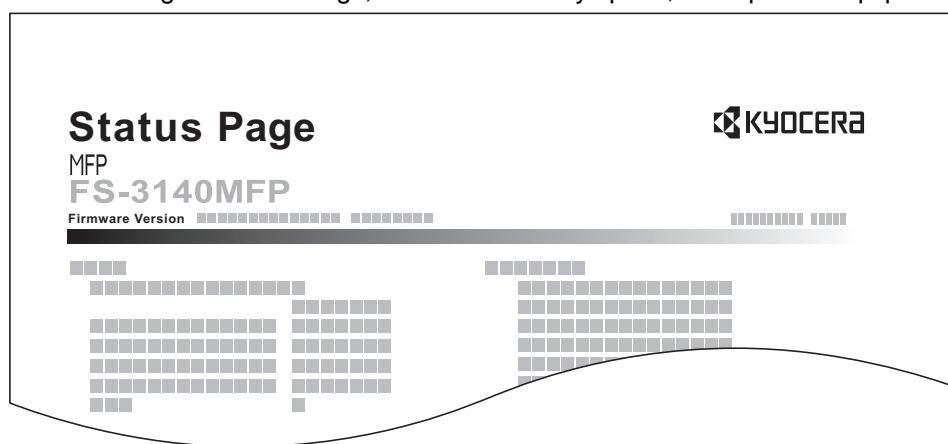 Status Page
KYOCERA
MFP
FS-3140MFP
Firmware Version